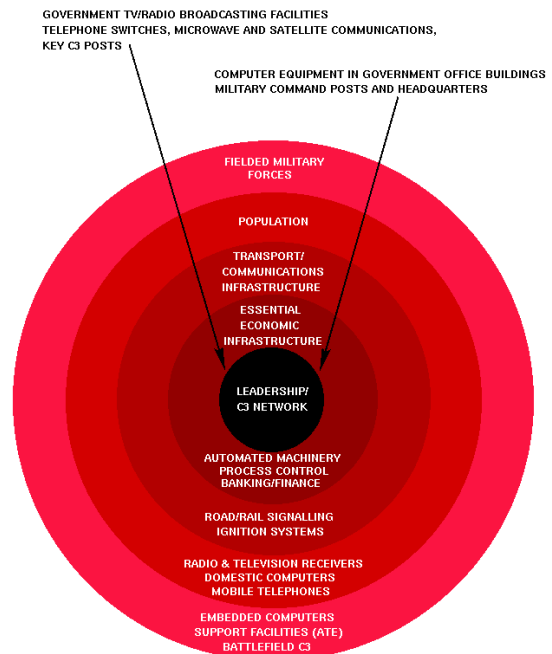 GOVERNMENT TV/RADIO BROADCASTING FACILITIES
TELEPHONE SWITCHES, MICROWAVE AND SATELLITE COMMUNICATIONS,
KEY C3 POSTS
COMPUTER EQUIPMENT IN GOVERNMENT OFFICE BUILDINGS
MILITARY COMMAND POSTS AND HEADQUARTERS
FIELDED MILITARY
FORCES
POPULATION
TRANSPORT/
COMMUNICATIONS
INFRASTRUCTURE
ESSENTIAL
ECONOMIC
INFRASTRUCTURE
LEADERSHIP/
C3 NETWORK
AUTOMATED MACHINERY
PROCESS CONTROL
BANKING/FINANCE
ROAD/RAIL SIGNALLING
IGNITION SYSTEMS
RADIO & TELEVISION RECEIVERS
DOMESTIC COMPUTERS
MOBILE TELEPHONES
EMBEDDED COMPUTERS
SUPPORT FACILITIES (ATE)
BATTLEFIELD C3